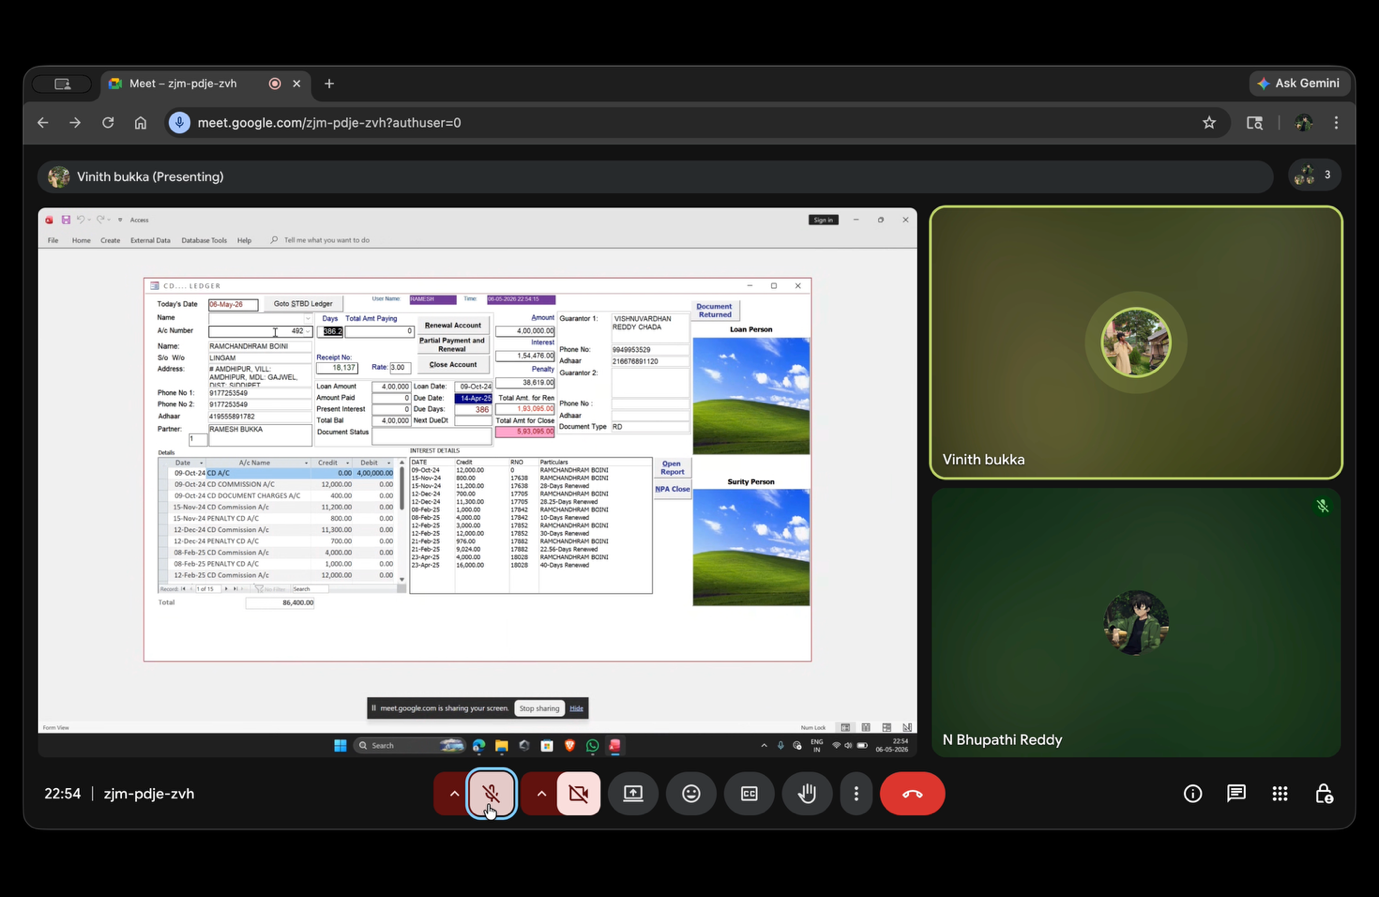 Meet – zjm-pdje-zvh
Ask Gemini
meet.google.com/zjm-pdje-zvh?authuser=0
Vinith bukka (Presenting)
3
Access
Sign in
File Home Create External Data Database Tools Help Tell me what you want to do
CD.... LEDGER
Today's Date 06-May-26 Goto STBD Ledger User Name: RAMESH Time: 06-05-2026 22:54:15
Document Returned
Name
A/c Number 492
Days Total Amt Paying
386.2 0
Renewal Account
Partial Payment and Renewal
Close Account
Amount
4,00,000.00
Interest
1,54,476.00
Penalty
38,619.00
Total Amt. for Ren
1,93,095.00
Total Amt for Close
5,93,095.00
Guarantor 1: VISHNUVARDHAN REDDY CHADA
Phone No: 9949953529
Adhaar 216676891120
Guarantor 2:
Phone No :
Adhaar
Document Type RD
Loan Person
Name: RAMCHANDHRAM BOINI
S/o W/o LINGAM
Address: # AMDHIPUR, VILL:
AMDHIPUR, MDL: GAJWEL,
DIST: SIDDIPET
Phone No 1: 9177253549
Phone No 2: 9177253549
Adhaar 419555891782
Partner: RAMESH BUKKA
1
Receipt No:
18,137 Rate: 3.00
Loan Amount 4,00,000 Loan Date: 09-Oct-24
Amount Paid 0 Due Date: 14-Apr-25
Present Interest 0 Due Days: 386
Total Bal 4,00,000 Next DueDt
Document Status
Details
Date A/c Name Credit Debit
09-Oct-24 CD A/C 0.00 4,00,000.00
09-Oct-24 CD COMMISSION A/C 12,000.00 0.00
09-Oct-24 CD DOCUMENT CHARGES A/C 400.00 0.00
15-Nov-24 CD Commission A/c 11,200.00 0.00
15-Nov-24 PENALTY CD A/C 800.00 0.00
12-Dec-24 CD Commission A/c 11,300.00 0.00
12-Dec-24 PENALTY CD A/C 700.00 0.00
08-Feb-25 CD Commission A/c 4,000.00 0.00
08-Feb-25 PENALTY CD A/C 1,000.00 0.00
12-Feb-25 CD Commission A/c 12,000.00 0.00
Record: 1 of 15 No Filter Search
Total 86,400.00
INTEREST DETAILS
DATE Credit RNO Particulars
09-Oct-24 12,000.00 0 RAMCHANDHRAM BOINI
15-Nov-24 800.00 17638 RAMCHANDHRAM BOINI
15-Nov-24 11,200.00 17638 28-Days Renewed
12-Dec-24 700.00 17705 RAMCHANDHRAM BOINI
12-Dec-24 11,300.00 17705 28.25-Days Renewed
08-Feb-25 1,000.00 17842 RAMCHANDHRAM BOINI
08-Feb-25 4,000.00 17842 10-Days Renewed
12-Feb-25 3,000.00 17852 RAMCHANDHRAM BOINI
12-Feb-25 12,000.00 17852 30-Days Renewed
21-Feb-25 976.00 17882 RAMCHANDHRAM BOINI
21-Feb-25 9,024.00 17882 22.56-Days Renewed
23-Apr-25 4,000.00 18028 RAMCHANDHRAM BOINI
23-Apr-25 16,000.00 18028 40-Days Renewed
Open Report
NPA Close
Surity Person
meet.google.com is sharing your screen. Stop sharing Hide
Form View
Num Lock
Search
ENG
IN
22:54
06-05-2026
Vinith bukka
N Bhupathi Reddy
22:54 | zjm-pdje-zvh
CC